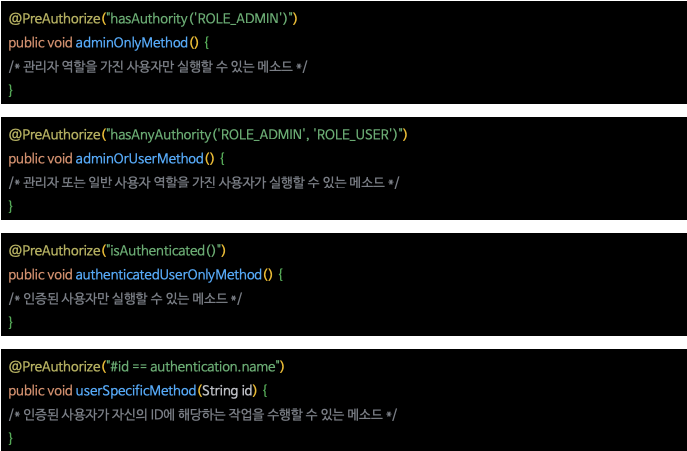 @PreAuthorize("hasAuthority('ROLE_ADMIN')")
public void adminOnlyMethod() {
/* 관리자 역할을 가진 사용자만 실행할 수 있는 메소드 */
}
@PreAuthorize("hasAnyAuthority('ROLE_ADMIN', 'ROLE_USER')")
public void adminOrUserMethod() {
/* 관리자 또는 일반 사용자 역할을 가진 사용자가 실행할 수 있는 메소드 */
}
@PreAuthorize("isAuthenticated()")
public void authenticatedUserOnlyMethod() {
/* 인증된 사용자만 실행할 수 있는 메소드 */
}
@PreAuthorize("#id == authentication.name")
public void userSpecificMethod(String id) {
/* 인증된 사용자가 자신의 ID에 해당하는 작업을 수행할 수 있는 메소드 */
}